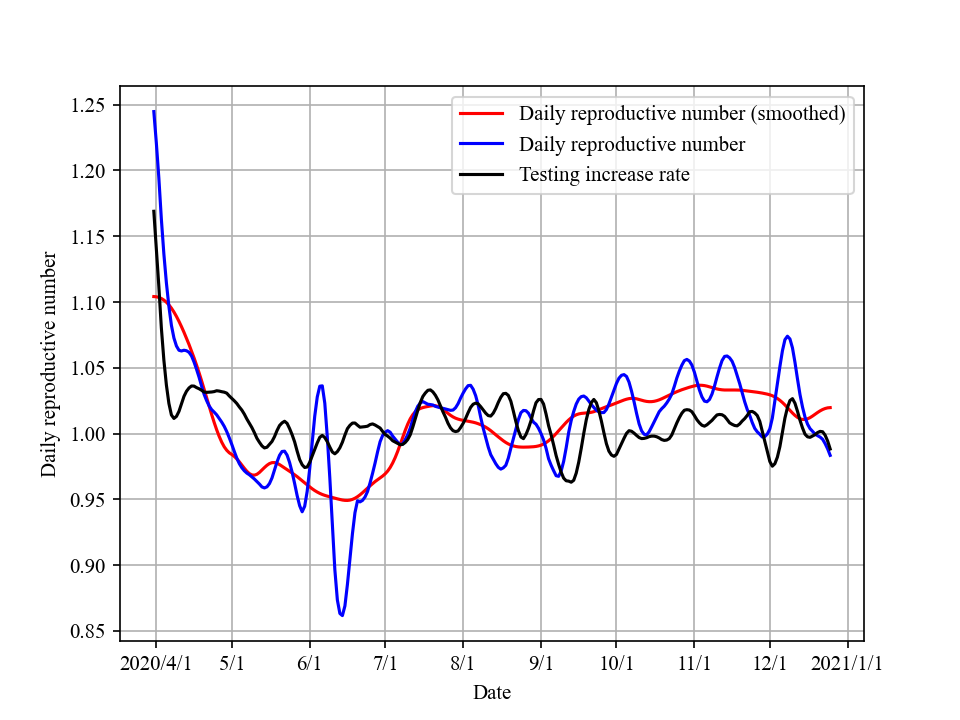 Daily reproductive number (smoothed)
Daily reproductive number
Testing increase rate
Daily reproductive number
1.25
1.20
1.15
1.10
1.05
1.00
0.95
0.90
0.85
2020/4/1 5/1 6/1 7/1 8/1 9/1 10/1 11/1 12/1 2021/1/1
Date